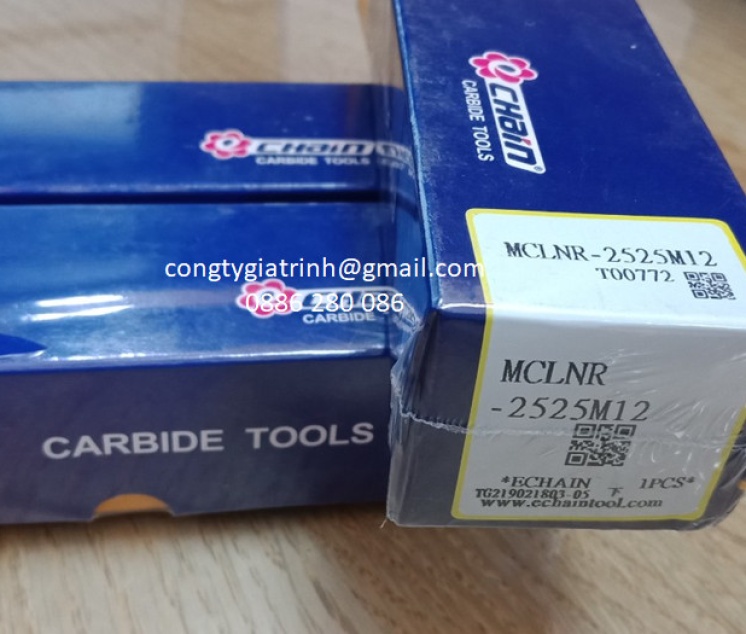 CHaiN
CARBIDE TOOLS
CHaiN
CARBIDE TOOLS
congtygiatrinh@gmail.com
0886 280 086
CARBIDE
CARBIDE TOOLS
MCLNR-2525M12
T00772
MCLNR
-2525M12
*ECHAIN 1PCS*
TG219021803-05 下
www.echaintool.com